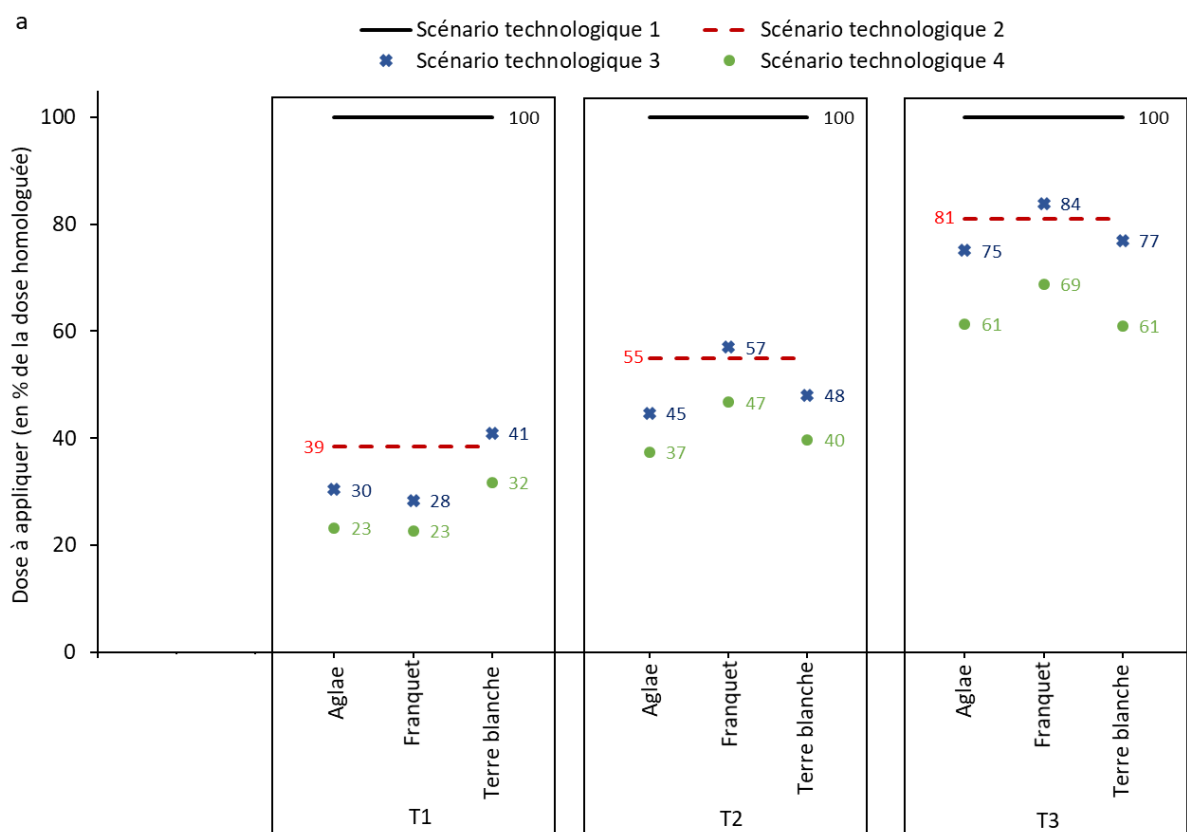 a
Scénario technologique 1
Scénario technologique 2
Scénario technologique 3
Scénario technologique 4
Dose à appliquer (en % de la dose homologuée)
100
80
60
40
20
0
100
39
41
30
28
32
23
23
100
55
57
48
45
47
40
37
100
81
84
77
75
69
61
61
Aglae
Franquet
Terre blanche
Aglae
Franquet
Terre blanche
Aglae
Franquet
Terre blanche
T1
T2
T3